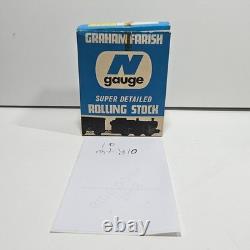 GRAHAM FARISH
N
gauge
SUPER DETAILED
ROLLING STOCK